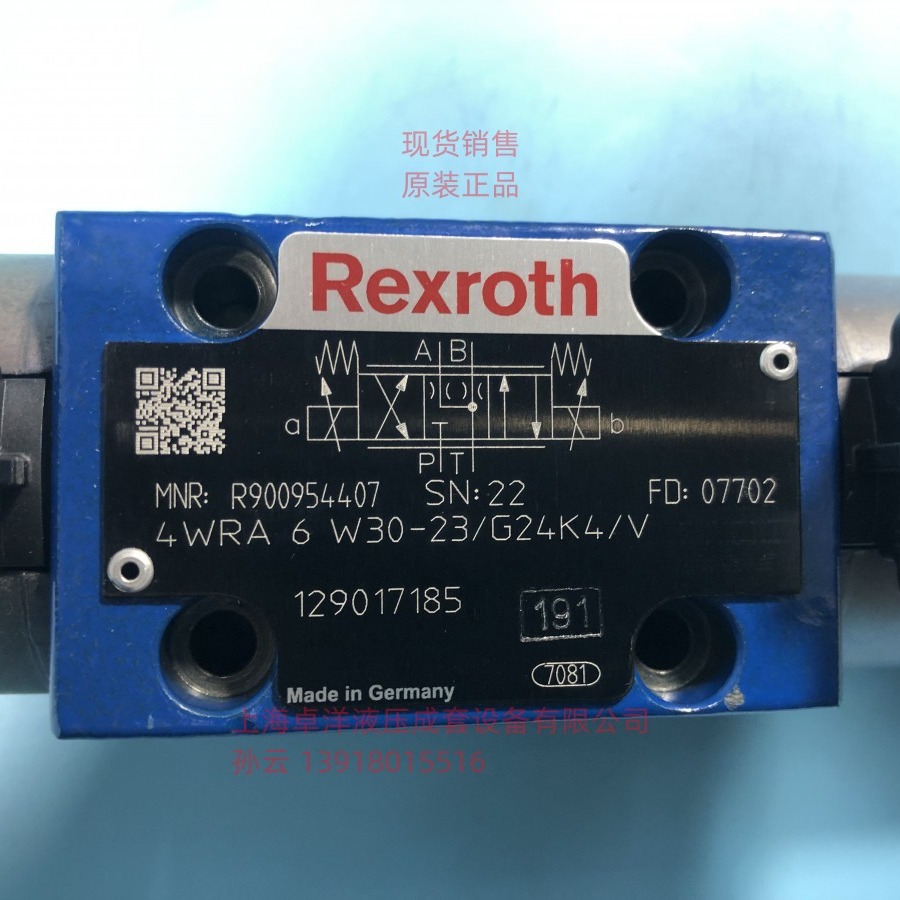 现货销售
原装正品
Rexroth
A B
a b
P T
MNR: R900954407 SN: 22 FD: 07702
4WRA 6 W30-23/G24K4/V
129017185 191
7081
Made in Germany
上海卓洋液压成套设备有限公司
孙云 13918015516